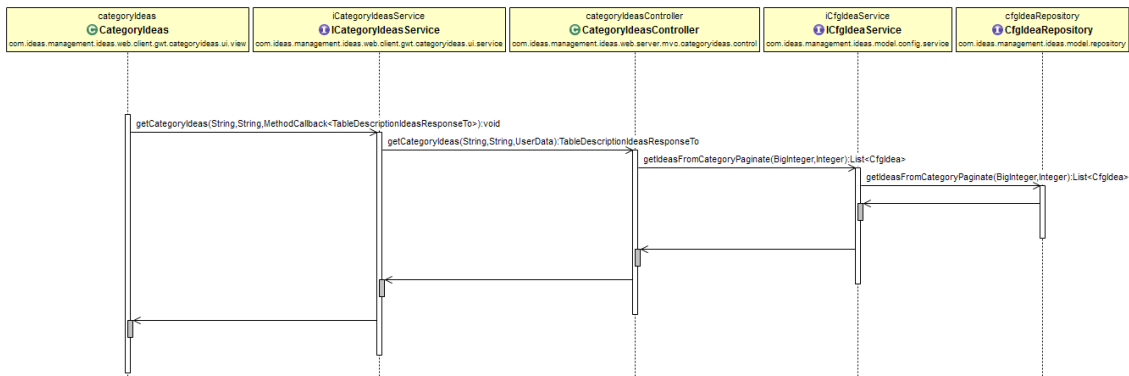 categoryIdeas
CategoryIdeas
com.ideas.management.ideas.web.client.gwt.categoryideas.ui.view
iCategoryIdeasService
ICategoryIdeasService
com.ideas.management.ideas.web.client.gwt.categoryideas.ui.service
categoryIdeasController
CategoryIdeasController
com.ideas.management.ideas.web.server.mvc.categoryideas.control
iCfgIdeaService
ICfgIdeaService
com.ideas.management.ideas.model.config.service
cfgIdeaRepository
CfgIdeaRepository
com.ideas.management.ideas.model.repository
getCategoryIdeas(String,String,MethodCallback<TableDescriptionIdeasResponseTo>):void
getCategoryIdeas(String,String,UserData):TableDescriptionIdeasResponseTo
getIdeasFromCategoryPaginate(BigInteger,Integer):List<CfgIdea>
getIdeasFromCategoryPaginate(BigInteger,Integer):List<CfgIdea>